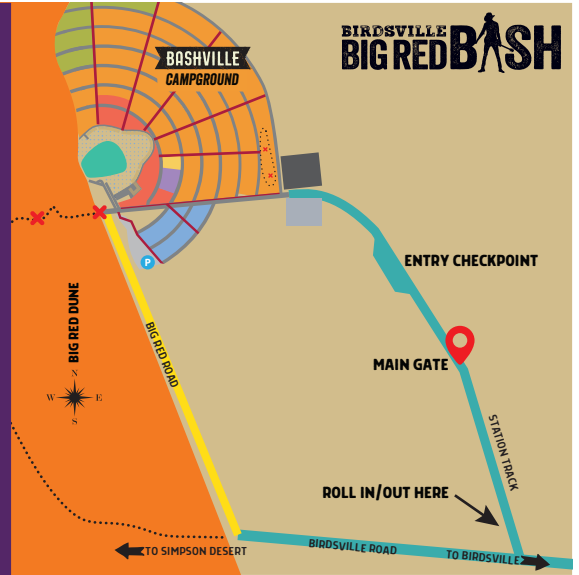 BIRDSVILLE
BIG RED BASH
BASHVILLE
CAMPGROUND
ENTRY CHECKPOINT
P
BIG RED DUNE
BIG RED ROAD
MAIN GATE
N
W E
S
STATION TRACK
ROLL IN/OUT HERE
TO SIMPSON DESERT
BIRDSVILLE ROAD
TO BIRDSVILLE